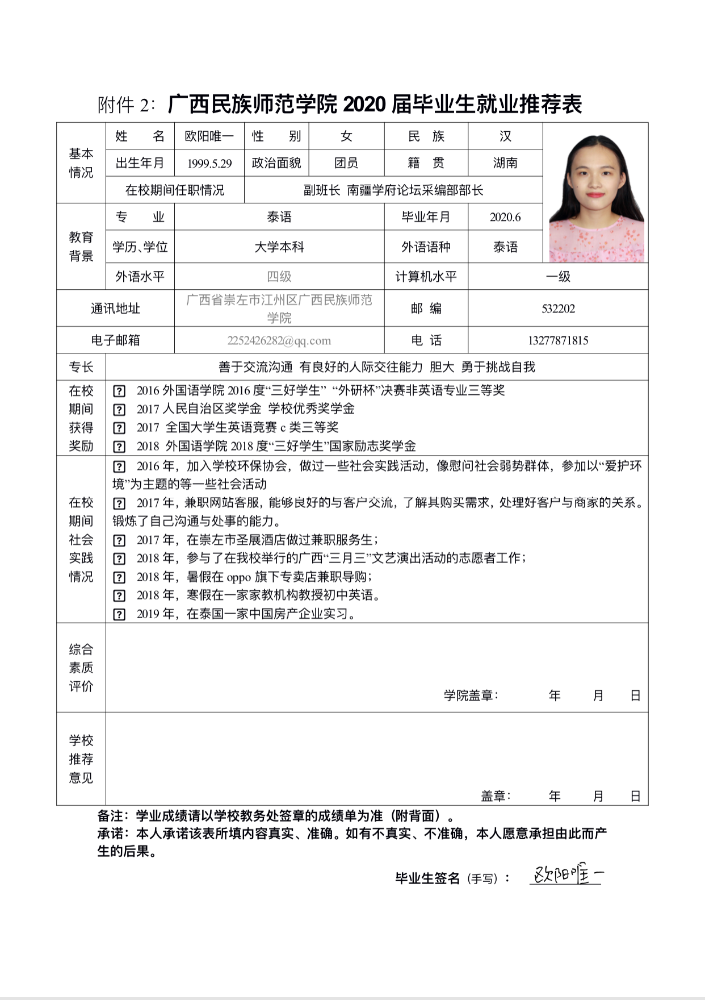 附件 2：广西民族师范学院 2020 届毕业生就业推荐表
基本情况
姓 名 欧阳唯一 性 别 女 民 族 汉
出生年月 1999.5.29 政治面貌 团员 籍 贯 湖南
在校期间任职情况 副班长 南疆学府论坛采编部部长
教育背景
专 业 泰语 毕业年月 2020.6
学历、学位 大学本科 外语语种 泰语
外语水平 四级 计算机水平 一级
通讯地址 广西省崇左市江州区广西民族师范
学院 邮 编 532202
电子邮箱 2252426282@qq.com 电 话 13277871815
专长 善于交流沟通 有良好的人际交往能力 胆大 勇于挑战自我
在校
期间
获得
奖励
2016 外国语学院 2016 度“三好学生” “外研杯”决赛非英语专业三等奖
2017 人民自治区奖学金 学校优秀奖学金
2017 全国大学生英语竞赛 c 类三等奖
2018 外国语学院 2018 度“三好学生”国家励志奖学金
在校
期间
社会
实践
情况
2016 年，加入学校环保协会，做过一些社会实践活动，像慰问社会弱势群体，参加以“爱护环
境”为主题的等一些社会活动
2017 年，兼职网站客服，能够良好的与客户交流，了解其购买需求，处理好客户与商家的关系。
锻炼了自己沟通与处事的能力。
2017 年，在崇左市圣展酒店做过兼职服务生；
2018 年，参与了在我校举行的广西“三月三”文艺演出活动的志愿者工作；
2018 年，暑假在 oppo 旗下专卖店兼职导购；
2018 年，寒假在一家家教机构教授初中英语。
2019 年，在泰国一家中国房产企业实习。
综合
素质
评价
学院盖章： 年 月 日
学校
推荐
意见
盖章： 年 月 日
备注：学业成绩请以学校教务处签章的成绩单为准（附背面）。
承诺：本人承诺该表所填内容真实、准确。如有不真实、不准确，本人愿意承担由此而产
生的后果。
毕业生签名（手写）： 欧阳唯一